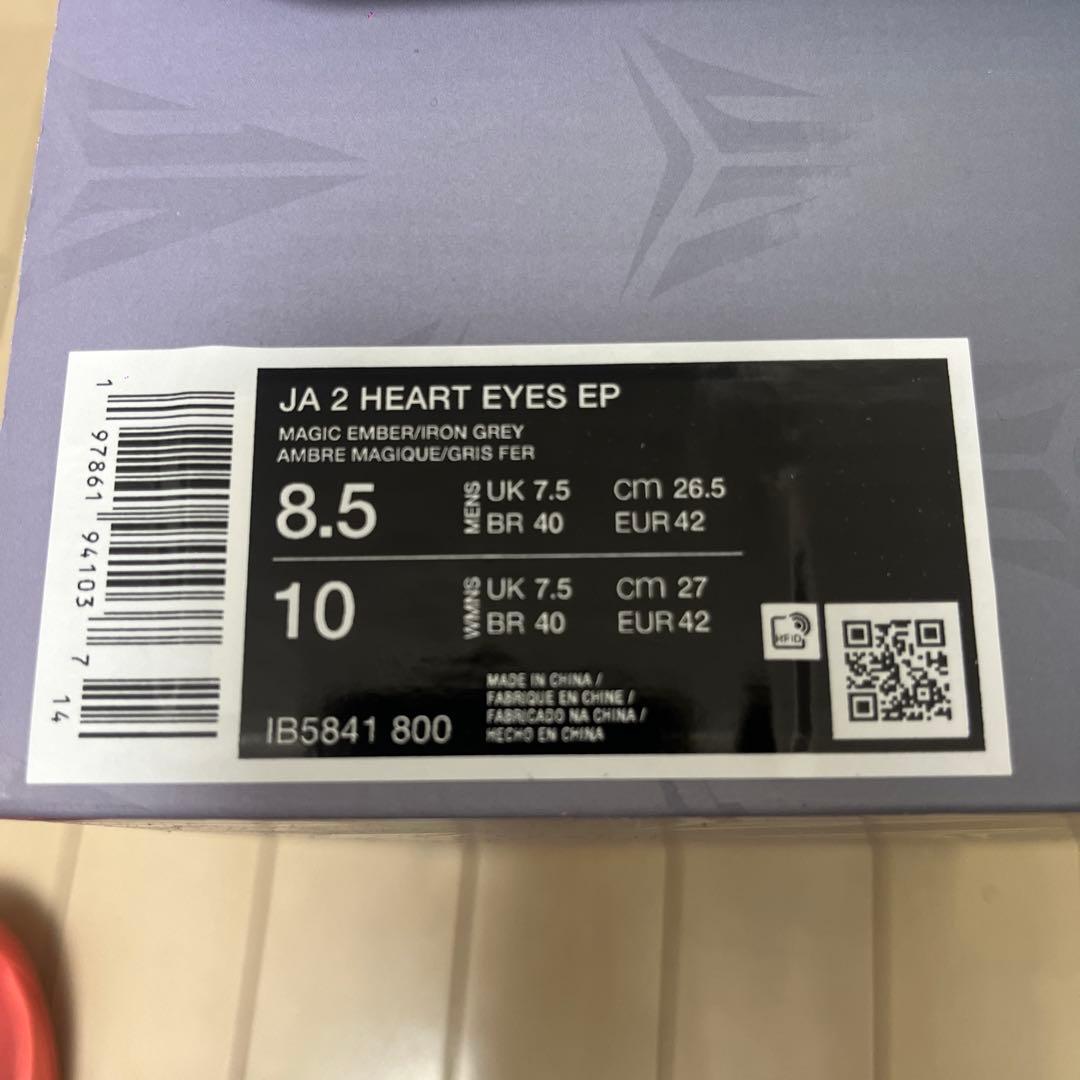 JA 2 HEART EYES EP
MAGIC EMBER/IRON GREY
AMBRE MAGIQUE/GRIS FER
8.5 MENS UK 7.5 cm 26.5
BR 40 EUR 42
10 WMNS UK 7.5 cm 27
BR 40 EUR 42
MADE IN CHINA /
FABRIQUE EN CHINE /
FABRICADO NA CHINA /
HECHO EN CHINA
IB5841 800
RFID
1 97861 94103 7 14